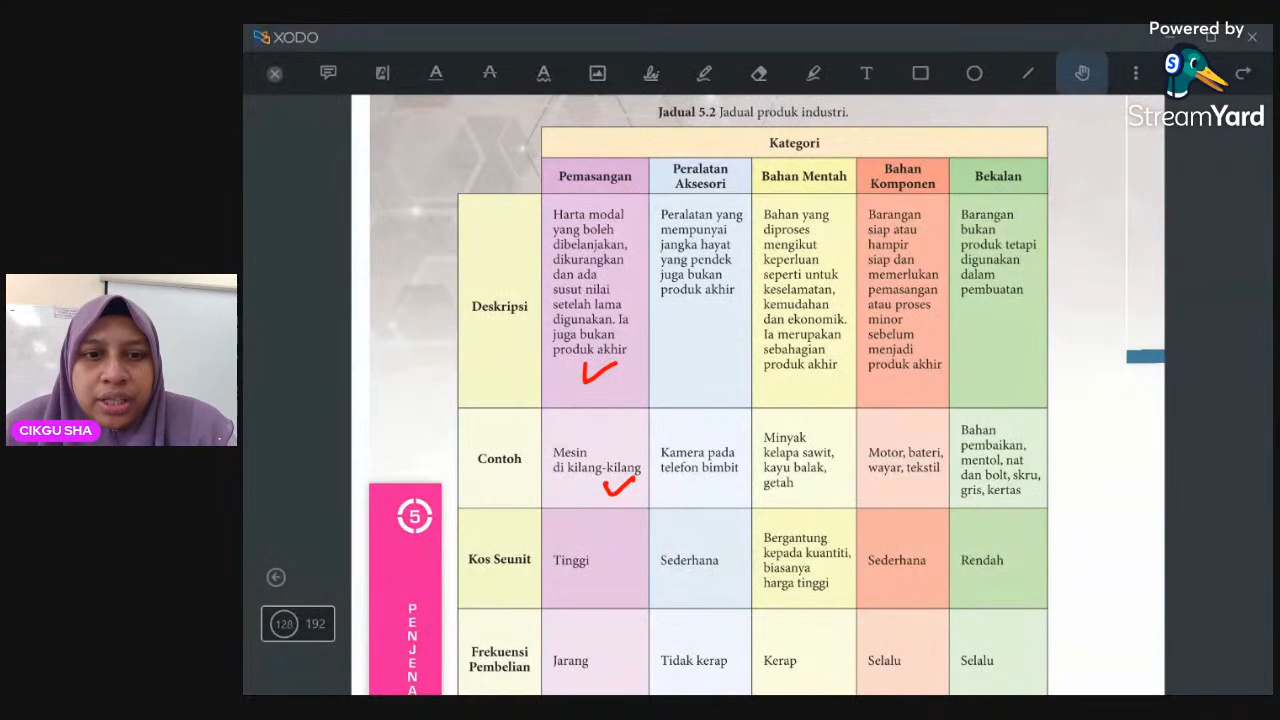 Powered by
StreamYard
XODO
Jadual 5.2 Jadual produk industri.
Kategori
Pemasangan
Peralatan
Aksesori
Bahan Mentah
Bahan
Komponen
Bekalan
Deskripsi
Harta modal
yang boleh
dibelanjakan,
dikurangkan
dan ada
susut nilai
setelah lama
digunakan. Ia
juga bukan
produk akhir
Peralatan yang
mempunyai
jangka hayat
yang pendek
juga bukan
produk akhir
Bahan yang
diproses
mengikut
keperluan
seperti untuk
keselamatan,
kemudahan
dan ekonomik.
Ia merupakan
sebahagian
produk akhir
Barangan
siap atau
hampir
siap dan
memerlukan
pemasangan
atau proses
minor
sebelum
menjadi
produk akhir
Barangan
bukan
produk tetapi
digunakan
dalam
pembuatan
Contoh
Mesin
di kilang-kilang
Kamera pada
telefon bimbit
Minyak
kelapa sawit,
kayu balak,
getah
Motor, bateri,
wayar, tekstil
Bahan
pembaikan,
mentol, nat
dan bolt, skru,
gris, kertas
Kos Seunit
Tinggi
Sederhana
Bergantung
kepada kuantiti,
biasanya
harga tinggi
Sederhana
Rendah
Frekuensi
Pembelian
Jarang
Tidak kerap
Kerap
Selalu
Selalu
5
PENJENA
128 192
CIKGU SHA